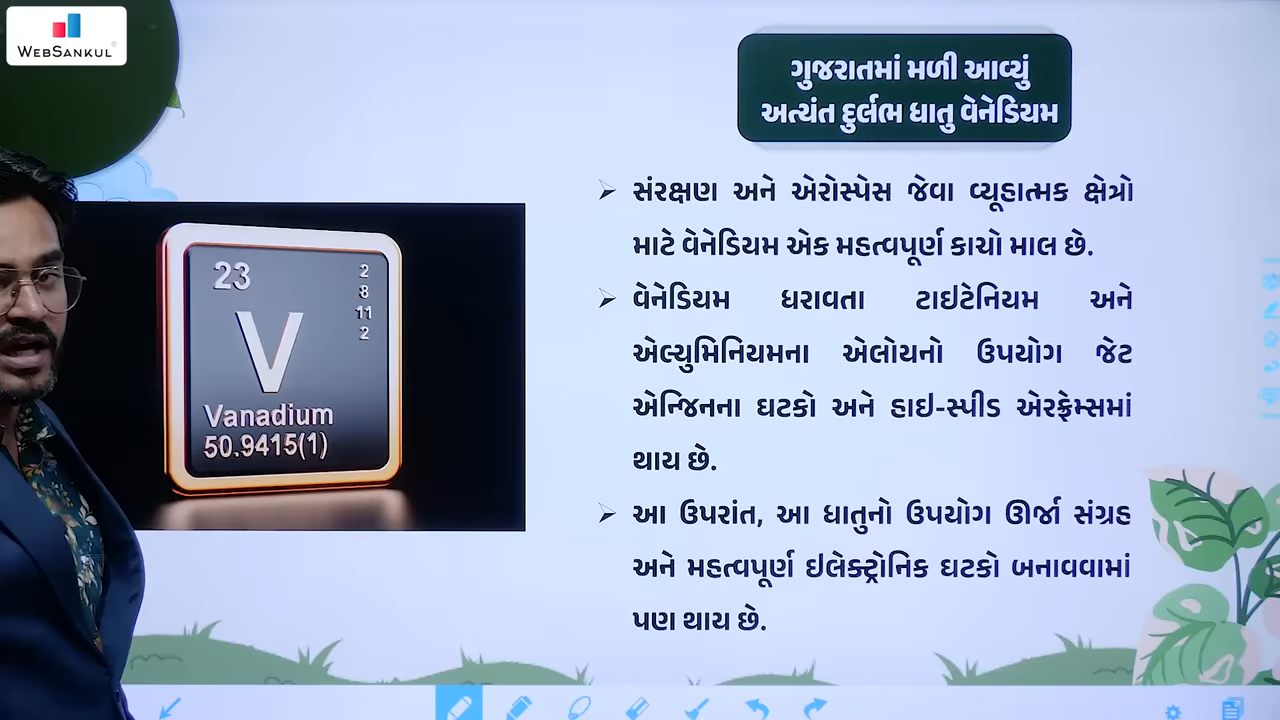 WEBSANKUL
ગુજરાતમાં મળી આવ્યું
અત્યંત દુર્લભ ધાતુ વેનેડિયમ
સંરક્ષણ અને એરોસ્પેસ જેવા વ્યૂહાત્મક ક્ષેત્રો
માટે વેનેડિયમ એક મહત્વપૂર્ણ કાચો માલ છે.
વેનેડિયમ ધરાવતા ટાઇટેનિયમ અને
એલ્યુમિનિયમના એલોયનો ઉપયોગ જેટ
એન્જિનના ઘટકો અને હાઇ-સ્પીડ એરફ્રેમ્સમાં
થાય છે.
આ ઉપરાંત, આ ધાતુનો ઉપયોગ ઊર્જા સંગ્રહ
અને મહત્વપૂર્ણ ઇલેક્ટ્રોનિક ઘટકો બનાવવામાં
પણ થાય છે.
23
2
8
11
2
V
Vanadium
50.9415(1)